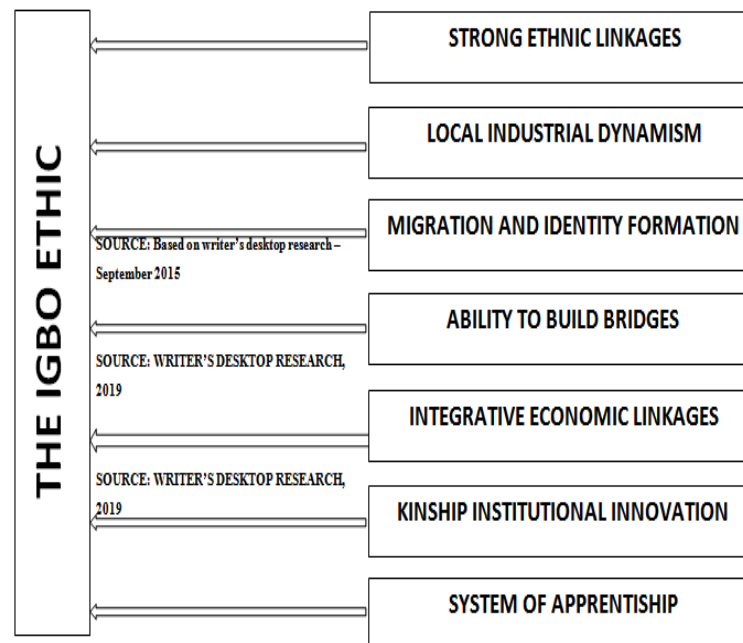 THE IGBO ETHIC
STRONG ETHNIC LINKAGES
LOCAL INDUSTRIAL DYNAMISM
MIGRATION AND IDENTITY FORMATION
SOURCE: Based on writer's desktop research –
September 2015
ABILITY TO BUILD BRIDGES
SOURCE: WRITER'S DESKTOP RESEARCH,
2019
INTEGRATIVE ECONOMIC LINKAGES
SOURCE: WRITER'S DESKTOP RESEARCH,
2019
KINSHIP INSTITUTIONAL INNOVATION
SYSTEM OF APPRENTISHIP